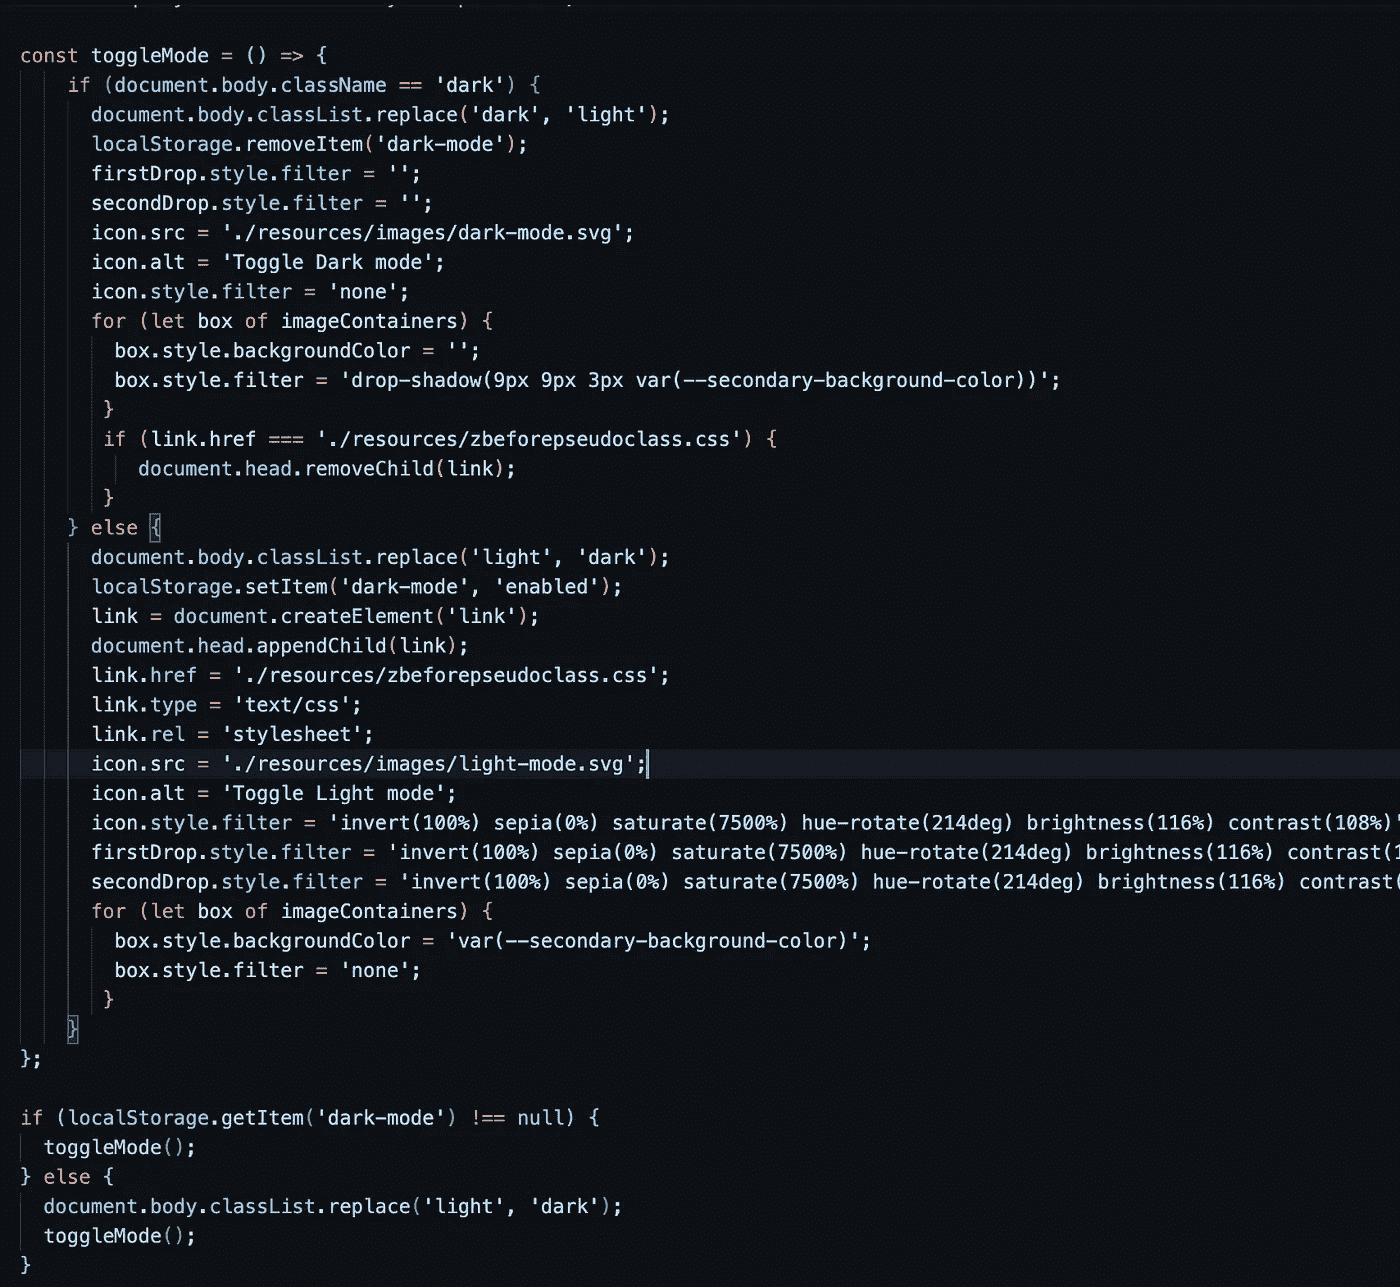 const toggleMode = () => {
if (document.body.className == 'dark') {
document.body.classList.replace('dark', 'light');
localStorage.removeItem('dark-mode');
firstDrop.style.filter = '';
secondDrop.style.filter = '';
icon.src = './resources/images/dark-mode.svg';
icon.alt = 'Toggle Dark mode';
icon.style.filter = 'none';
for (let box of imageContainers) {
box.style.backgroundColor = '';
box.style.filter = 'drop-shadow(9px 9px 3px var(--secondary-background-color))';
}
if (link.href === './resources/zbeforepseudoclass.css') {
document.head.removeChild(link);
}
} else {
document.body.classList.replace('light', 'dark');
localStorage.setItem('dark-mode', 'enabled');
link = document.createElement('link');
document.head.appendChild(link);
link.href = './resources/zbeforepseudoclass.css';
link.type = 'text/css';
link.rel = 'stylesheet';
icon.src = './resources/images/light-mode.svg';
icon.alt = 'Toggle Light mode';
icon.style.filter = 'invert(100%) sepia(0%) saturate(7500%) hue-rotate(214deg) brightness(116%) contrast(108%)'
firstDrop.style.filter = 'invert(100%) sepia(0%) saturate(7500%) hue-rotate(214deg) brightness(116%) contrast(1
secondDrop.style.filter = 'invert(100%) sepia(0%) saturate(7500%) hue-rotate(214deg) brightness(116%) contrast(
for (let box of imageContainers) {
box.style.backgroundColor = 'var(--secondary-background-color)';
box.style.filter = 'none';
}
}
};
if (localStorage.getItem('dark-mode') !== null) {
toggleMode();
} else {
document.body.classList.replace('light', 'dark');
toggleMode();
}